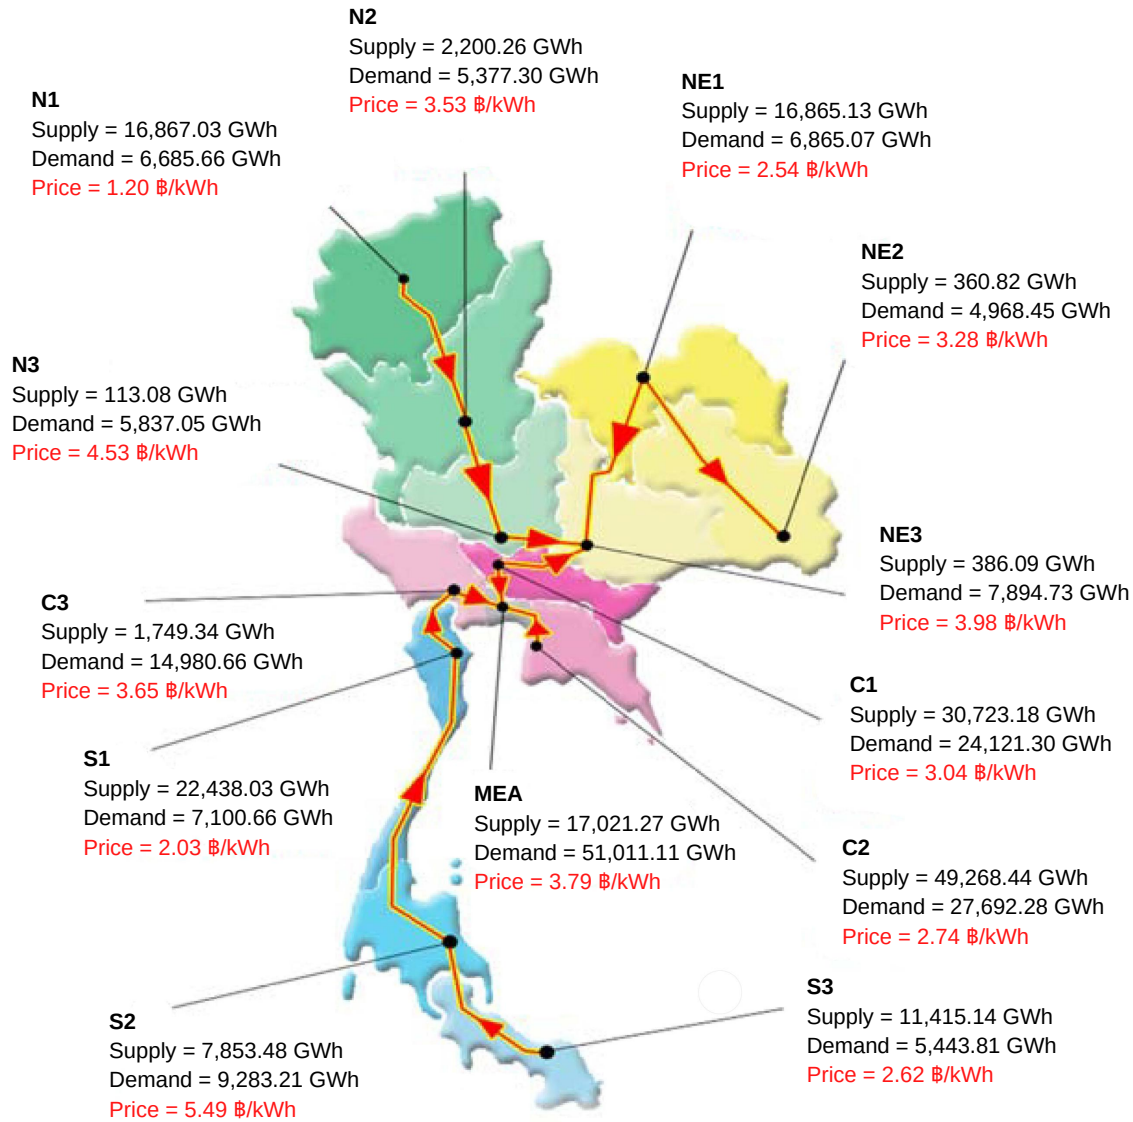 N2
Supply = 2,200.26 GWh
Demand = 5,377.30 GWh
Price = 3.53 ฿/kWh
NE1
Supply = 16,865.13 GWh
Demand = 6,865.07 GWh
Price = 2.54 ฿/kWh
N1
Supply = 16,867.03 GWh
Demand = 6,685.66 GWh
Price = 1.20 ฿/kWh
NE2
Supply = 360.82 GWh
Demand = 4,968.45 GWh
Price = 3.28 ฿/kWh
N3
Supply = 113.08 GWh
Demand = 5,837.05 GWh
Price = 4.53 ฿/kWh
NE3
Supply = 386.09 GWh
Demand = 7,894.73 GWh
Price = 3.98 ฿/kWh
C3
Supply = 1,749.34 GWh
Demand = 14,980.66 GWh
Price = 3.65 ฿/kWh
C1
Supply = 30,723.18 GWh
Demand = 24,121.30 GWh
Price = 3.04 ฿/kWh
S1
Supply = 22,438.03 GWh
Demand = 7,100.66 GWh
Price = 2.03 ฿/kWh
MEA
Supply = 17,021.27 GWh
Demand = 51,011.11 GWh
Price = 3.79 ฿/kWh
C2
Supply = 49,268.44 GWh
Demand = 27,692.28 GWh
Price = 2.74 ฿/kWh
S3
Supply = 11,415.14 GWh
Demand = 5,443.81 GWh
Price = 2.62 ฿/kWh
S2
Supply = 7,853.48 GWh
Demand = 9,283.21 GWh
Price = 5.49 ฿/kWh